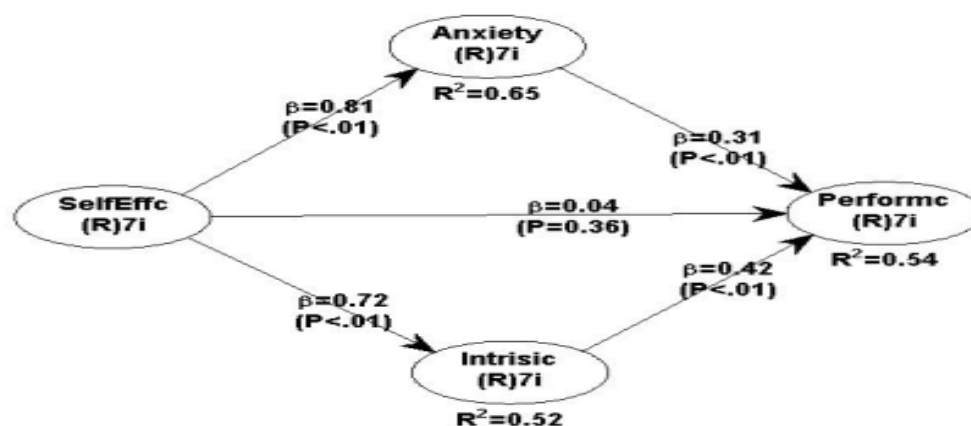 Anxiety
(R)7i
R²=0.65
β=0.81
(P<.01)
β=0.31
(P<.01)
SelfEffc
(R)7i
β=0.04
(P=0.36)
Performc
(R)7i
R²=0.54
β=0.72
(P<.01)
β=0.42
(P<.01)
Intrisic
(R)7i
R²=0.52